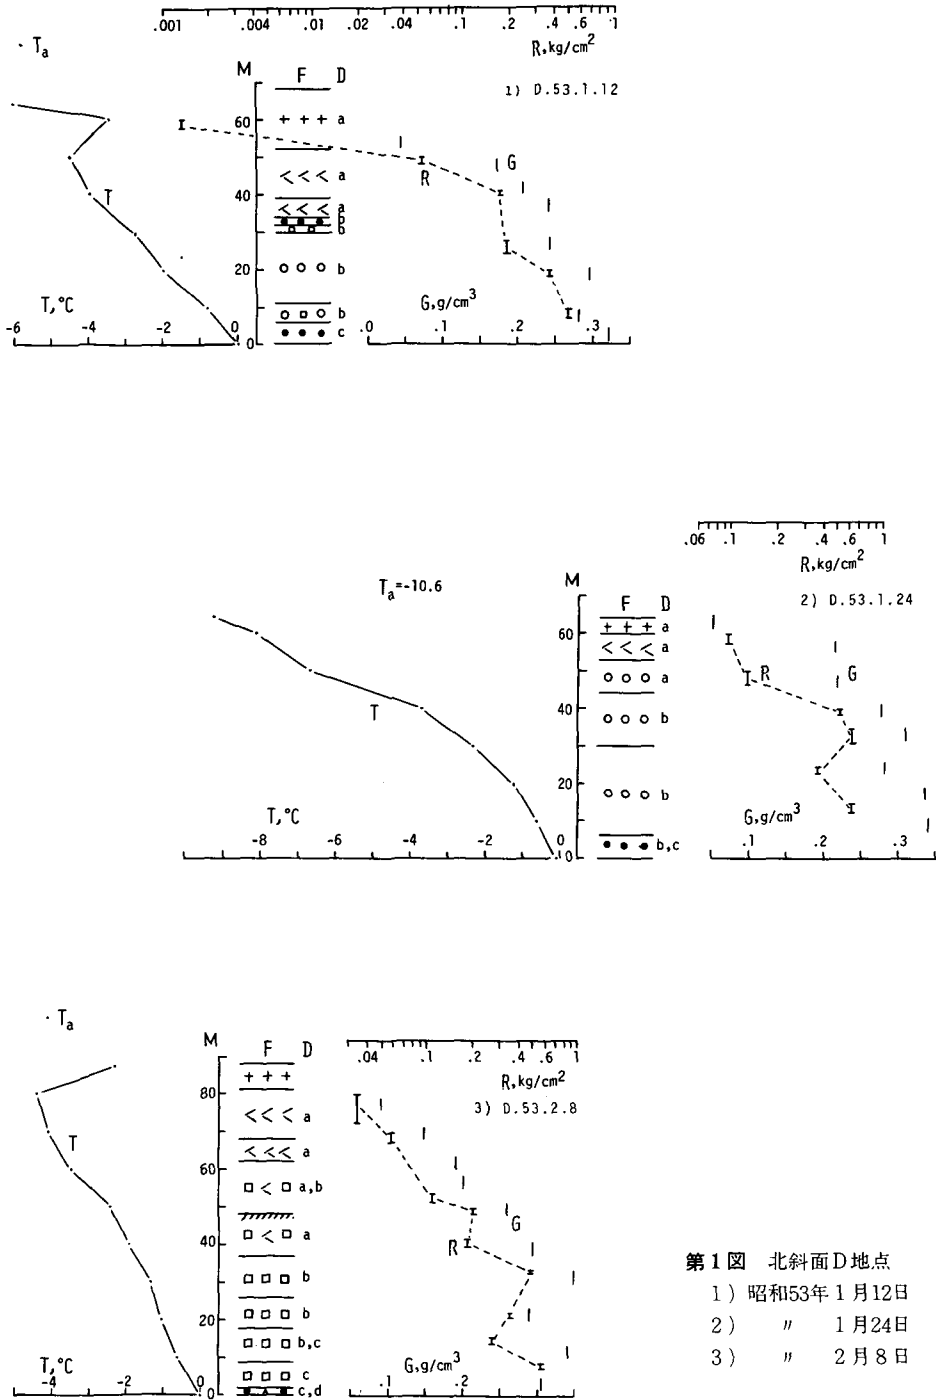 .001 .004 .01 .02 .04 .1 .2 .4 .6 1
R,kg/cm2
Ta
M F D
1) D.53.1.12
60 + + + a
G
< < < a
R
40
T
< < < a
b
b
20 b
T,°C
G,g/cm3
-6 -4 -2 0
b
0 c
.0 .1 .2 .3
.06 .1 .2 .4 .6 1
R,kg/cm2
Ta=-10.6
M F D
2) D.53.1.24
60 + + + a
< < < a
R G
a
40
T
b
20
b
T,°C
G,g/cm3
-8 -6 -4 -2 0
.1 .2 .3
0 b,c
Ta
M F D
.04 .1 .2 .4 .6 1
R,kg/cm2
+ + +
80
3) D.53.2.8
< < < a
T
< < < a
60
< a,b
G
< a
40
R
b
20 b
b,c
T,°C
G,g/cm3
c
-4 -2 0
.1 .2
0 c,d
第1図 北斜面D地点
1) 昭和53年1月12日
2) 〃 1月24日
3) 〃 2月8日